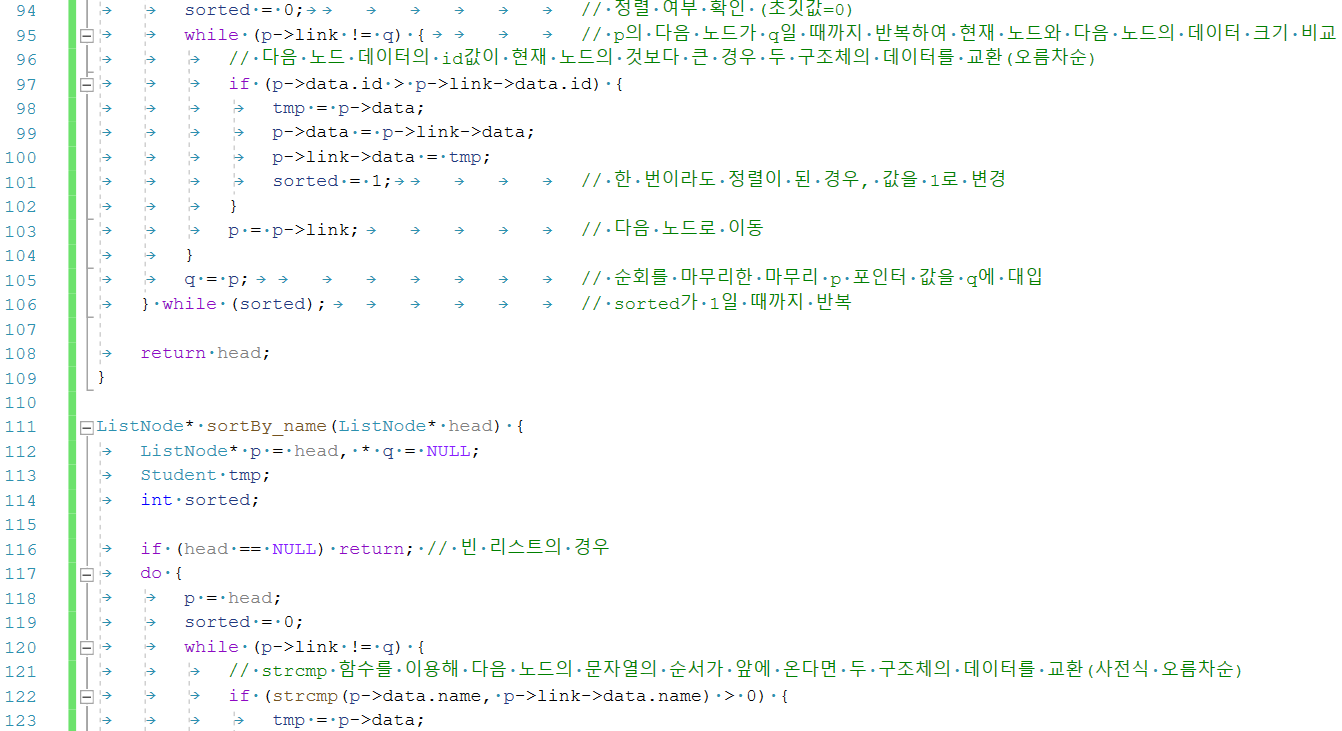 94 sorted = 0; // 정렬 여부 확인 (초깃값=0)
95 while (p->link != q) { // p의 다음 노드가 q일 때까지 반복하여 현재 노드와 다음 노드의 데이터 크기 비교
96 // 다음 노드 데이터의 id값이 현재 노드의 것보다 큰 경우 두 구조체의 데이터를 교환(오름차순)
97 if (p->data.id > p->link->data.id) {
98 tmp = p->data;
99 p->data = p->link->data;
100 p->link->data = tmp;
101 sorted = 1; // 한 번이라도 정렬이 된 경우, 값을 1로 변경
102 }
103 p = p->link; // 다음 노드로 이동
104 }
105 q = p; // 순회를 마무리한 마무리 p 포인터 값을 q에 대입
106 } while (sorted); // sorted가 1일 때까지 반복
107
108 return head;
109 }
110
111 ListNode* sortBy_name(ListNode* head) {
112 ListNode* p = head, * q = NULL;
113 Student tmp;
114 int sorted;
115
116 if (head == NULL) return; // 빈 리스트의 경우
117 do {
118 p = head;
119 sorted = 0;
120 while (p->link != q) {
121 // strcmp 함수를 이용해 다음 노드의 문자열의 순서가 앞에 온다면 두 구조체의 데이터를 교환(사전식 오름차순)
122 if (strcmp(p->data.name, p->link->data.name) > 0) {
123 tmp = p->data;